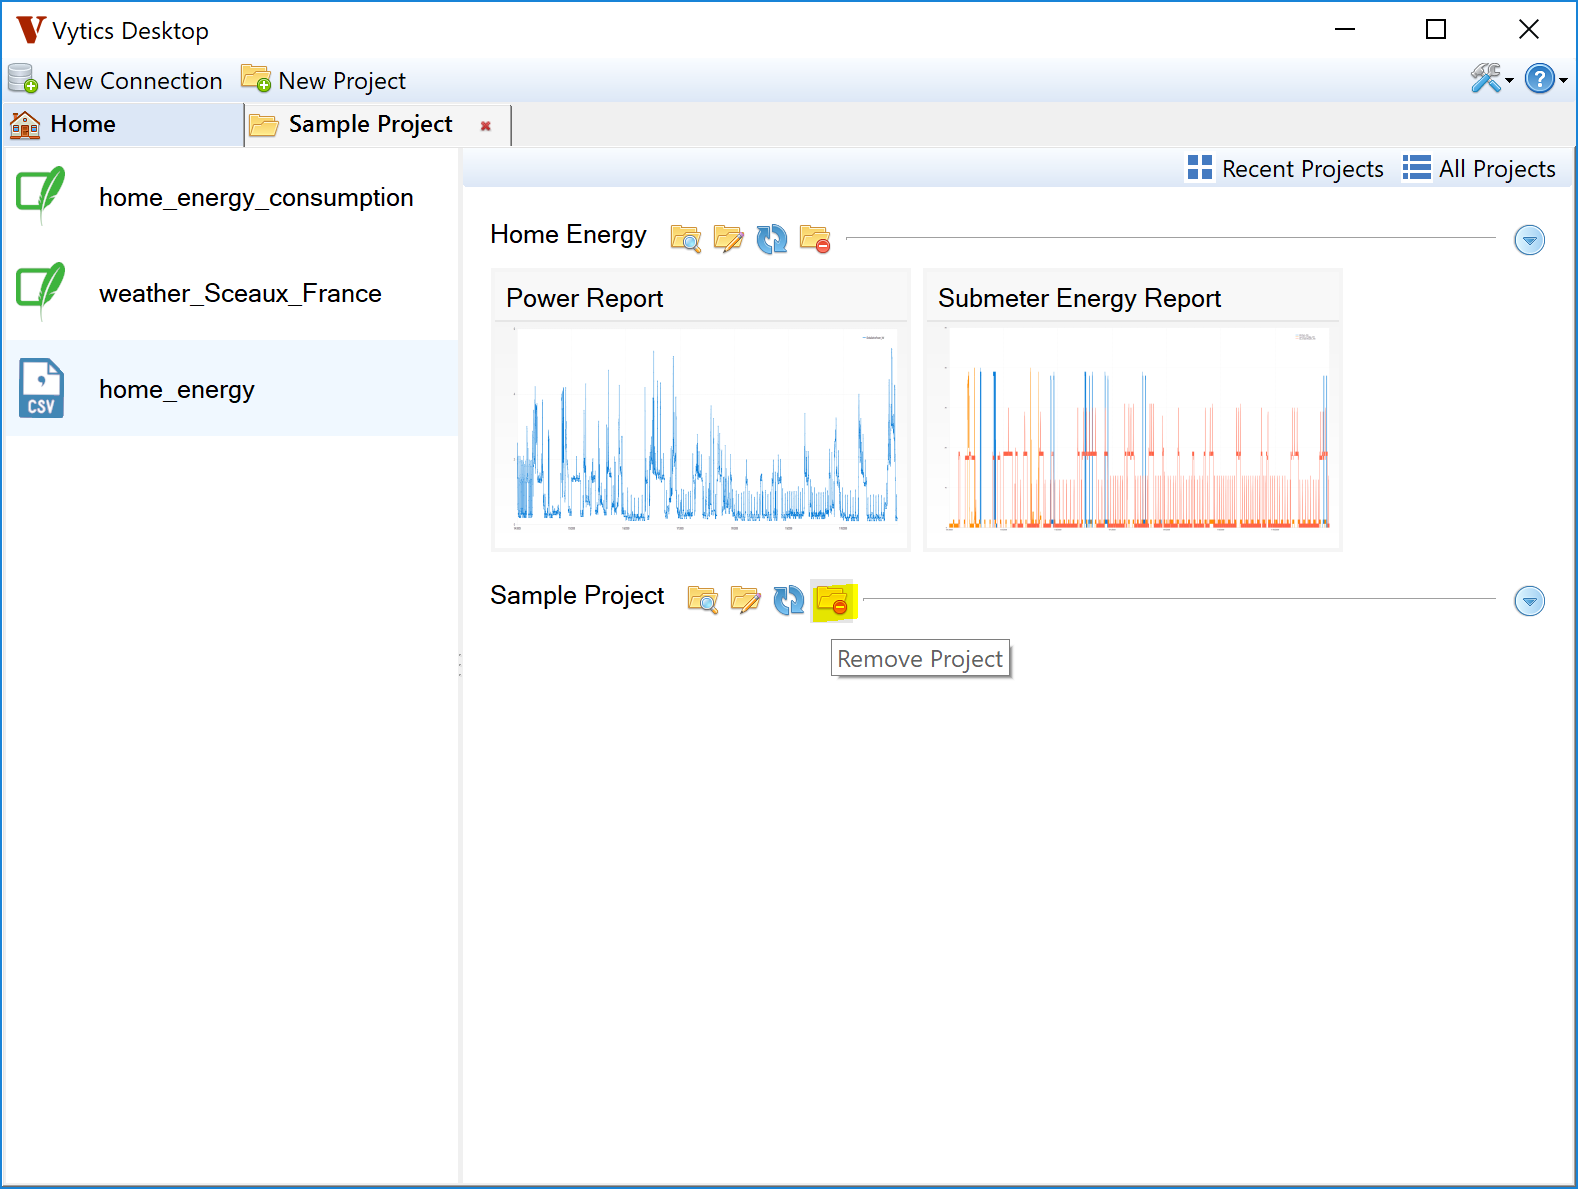 Vytics Desktop
New Connection New Project
Home Sample Project
Recent Projects All Projects
home_energy_consumption
weather_Sceaux_France
CSV home_energy
Home Energy
Power Report Submeter Energy Report
Sample Project
Remove Project